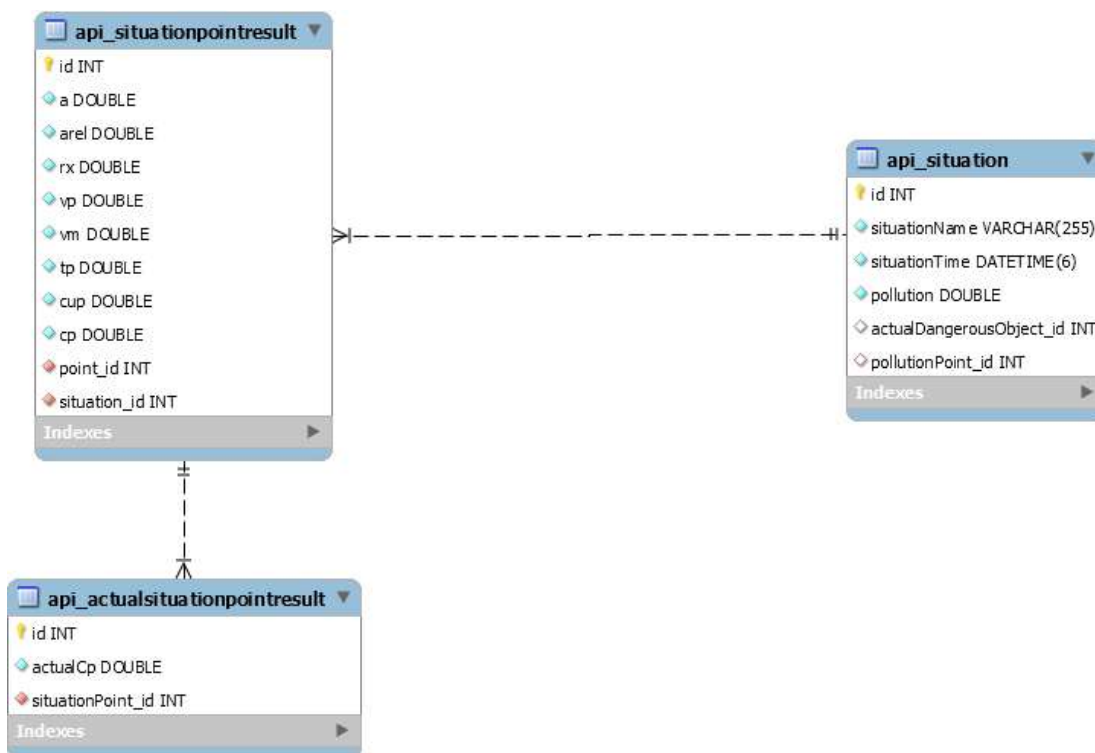 api_situationpointresult
id INT
a DOUBLE
arel DOUBLE
rx DOUBLE
vp DOUBLE
vm DOUBLE
tp DOUBLE
cup DOUBLE
cp DOUBLE
point_id INT
situation_id INT
Indexes
api_situation
id INT
situationName VARCHAR(255)
situationTime DATETIME(6)
pollution DOUBLE
actualDangerousObject_id INT
pollutionPoint_id INT
Indexes
api_actualsituationpointresult
id INT
actualCp DOUBLE
situationPoint_id INT
Indexes